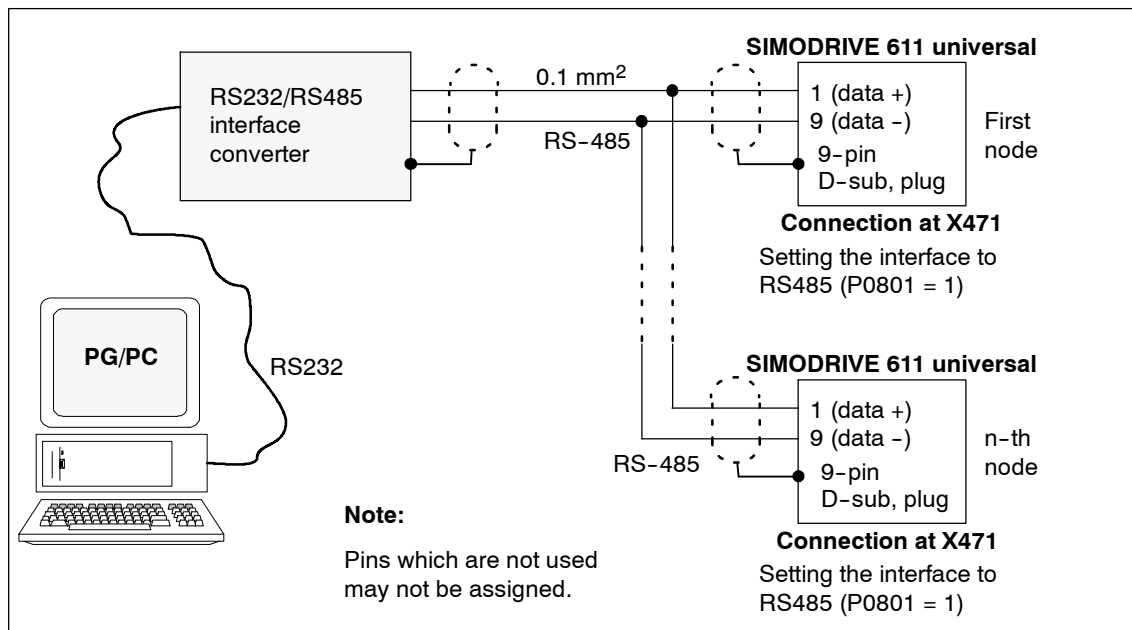 SIMODRIVE 611 universal
RS232/RS485
interface
converter
0.1 mm²
RS-485
1 (data +)
9 (data -)
9-pin
D-sub, plug
First
node
Connection at X471
Setting the interface to
RS485 (P0801 = 1)
PG/PC
RS232
SIMODRIVE 611 universal
1 (data +)
9 (data -)
9-pin
D-sub, plug
n-th
node
RS-485
Connection at X471
Setting the interface to
RS485 (P0801 = 1)
Note:
Pins which are not used
may not be assigned.